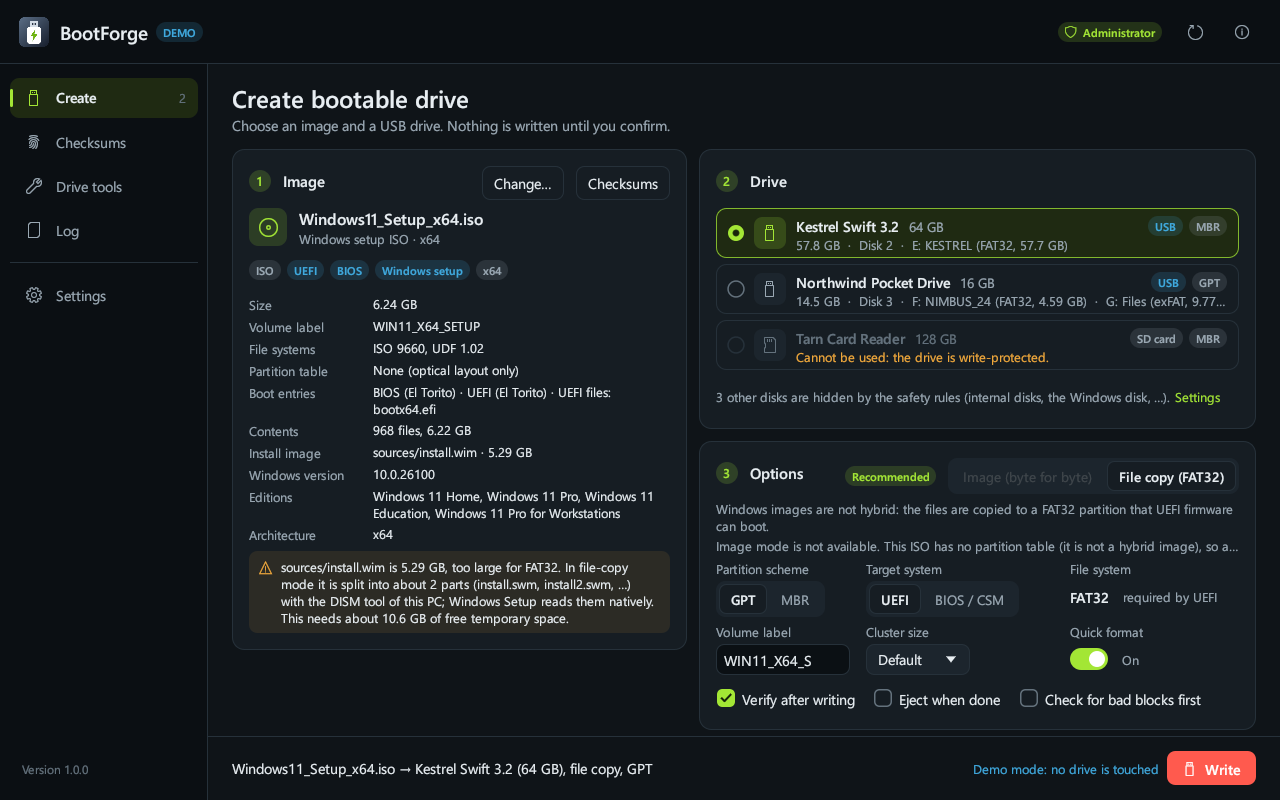 BootForge DEMO
Administrator
Create 2
Checksums
Drive tools
Log
Settings
Version 1.0.0
Create bootable drive
Choose an image and a USB drive. Nothing is written until you confirm.
1 Image Change... Checksums
Windows11_Setup_x64.iso
Windows setup ISO · x64
ISO UEFI BIOS Windows setup x64
Size 6.24 GB
Volume label WIN11_X64_SETUP
File systems ISO 9660, UDF 1.02
Partition table None (optical layout only)
Boot entries BIOS (El Torito) · UEFI (El Torito) · UEFI files:
bootx64.efi
Contents 968 files, 6.22 GB
Install image sources/install.wim · 5.29 GB
Windows version 10.0.26100
Editions Windows 11 Home, Windows 11 Pro, Windows 11
Education, Windows 11 Pro for Workstations
Architecture x64
sources/install.wim is 5.29 GB, too large for FAT32. In file-copy
mode it is split into about 2 parts (install.swm, install2.swm, ...)
with the DISM tool of this PC; Windows Setup reads them natively.
This needs about 10.6 GB of free temporary space.
2 Drive
Kestrel Swift 3.2 64 GB USB MBR
57.8 GB · Disk 2 · E: KESTREL (FAT32, 57.7 GB)
Northwind Pocket Drive 16 GB USB GPT
14.5 GB · Disk 3 · F: NIMBUS_24 (FAT32, 4.59 GB) · G: Files (exFAT, 9.77...
Tarn Card Reader 128 GB SD card MBR
Cannot be used: the drive is write-protected.
3 other disks are hidden by the safety rules (internal disks, the Windows disk, ...). Settings
3 Options Recommended Image (byte for byte) File copy (FAT32)
Windows images are not hybrid: the files are copied to a FAT32 partition that UEFI firmware
can boot.
Image mode is not available. This ISO has no partition table (it is not a hybrid image), so a...
Partition scheme Target system File system
GPT MBR UEFI BIOS / CSM FAT32 required by UEFI
Volume label Cluster size Quick format
WIN11_X64_S Default On
Verify after writing Eject when done Check for bad blocks first
Windows11_Setup_x64.iso → Kestrel Swift 3.2 (64 GB), file copy, GPT
Demo mode: no drive is touched Write